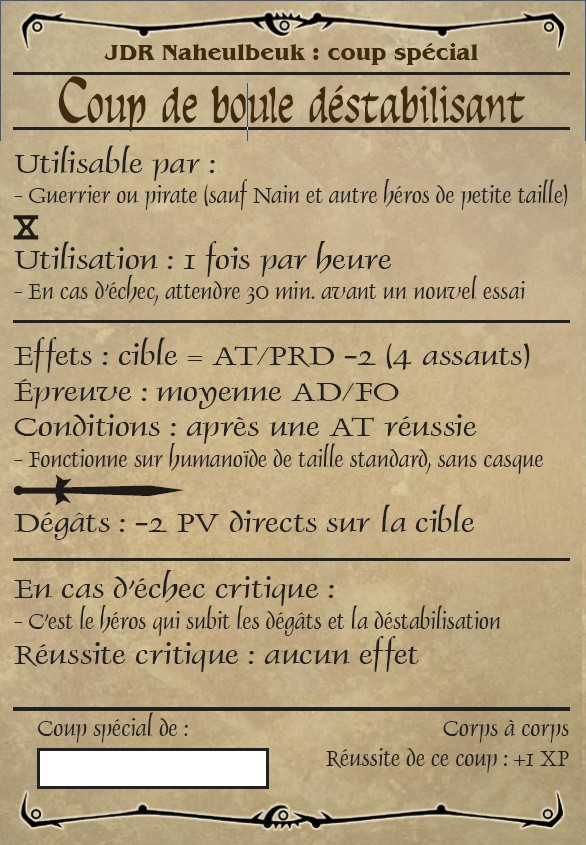 JDR Naheulbeuk : coup spécial
Coup de boule déstabilisant
Utilisable par :
- Guerrier ou pirate (sauf Nain et autre héros de petite taille)
Utilisation : 1 fois par heure
- En cas d'échec, attendre 30 min. avant un nouvel essai
Effets : cible = AT/PRD -2 (4 assauts)
Épreuve : moyenne AD/FO
Conditions : après une AT réussie
- Fonctionne sur humanoïde de taille standard, sans casque
Dégâts : -2 PV directs sur la cible
En cas d'échec critique :
- C'est le héros qui subit les dégâts et la déstabilisation
Réussite critique : aucun effet
Coup spécial de :
Corps à corps
Réussite de ce coup : +1 XP